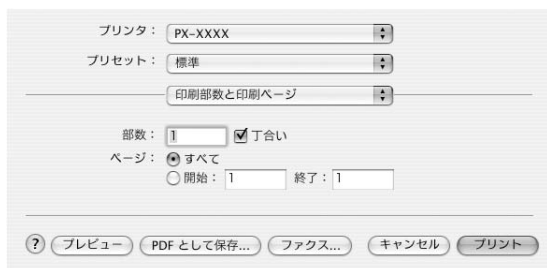 プリンタ： PX-XXXX
プリセット： 標準
印刷部数と印刷ページ
部数： 1 丁合い
ページ： すべて
開始： 1 終了： 1
? プレビュー PDF として保存... ファクス... キャンセル プリント